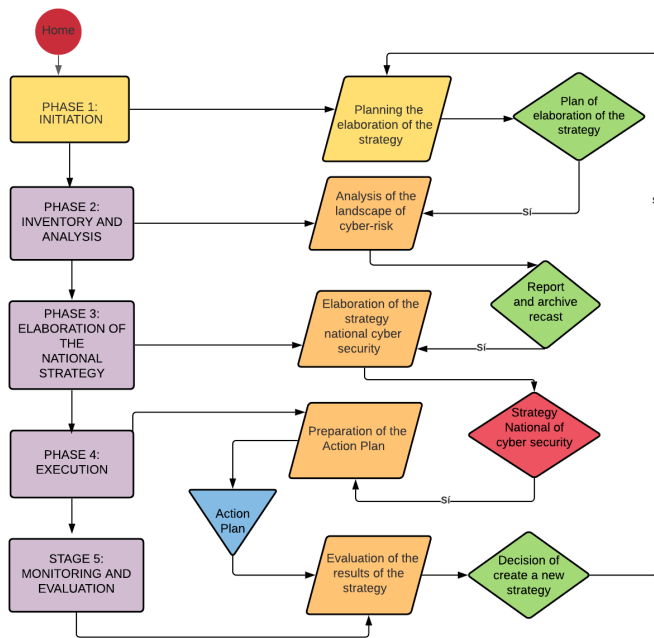 Home
PHASE 1:
INITIATION
Planning the
elaboration of the
strategy
Plan of
elaboration of the
strategy
PHASE 2:
INVENTORY AND
ANALYSIS
Analysis of the
landscape of
cyber-risk
Sí
Report
and archive
recast
PHASE 3:
ELABORATION OF
THE
NATIONAL
STRATEGY
Elaboration of the
strategy
national cyber
security
Sí
Strategy
National of
cyber security
PHASE 4:
EXECUTION
Preparation of the
Action Plan
Sí
Action
Plan
STAGE 5:
MONITORING AND
EVALUATION
Evaluation of the
results of the
strategy
Decision of
create a new
strategy